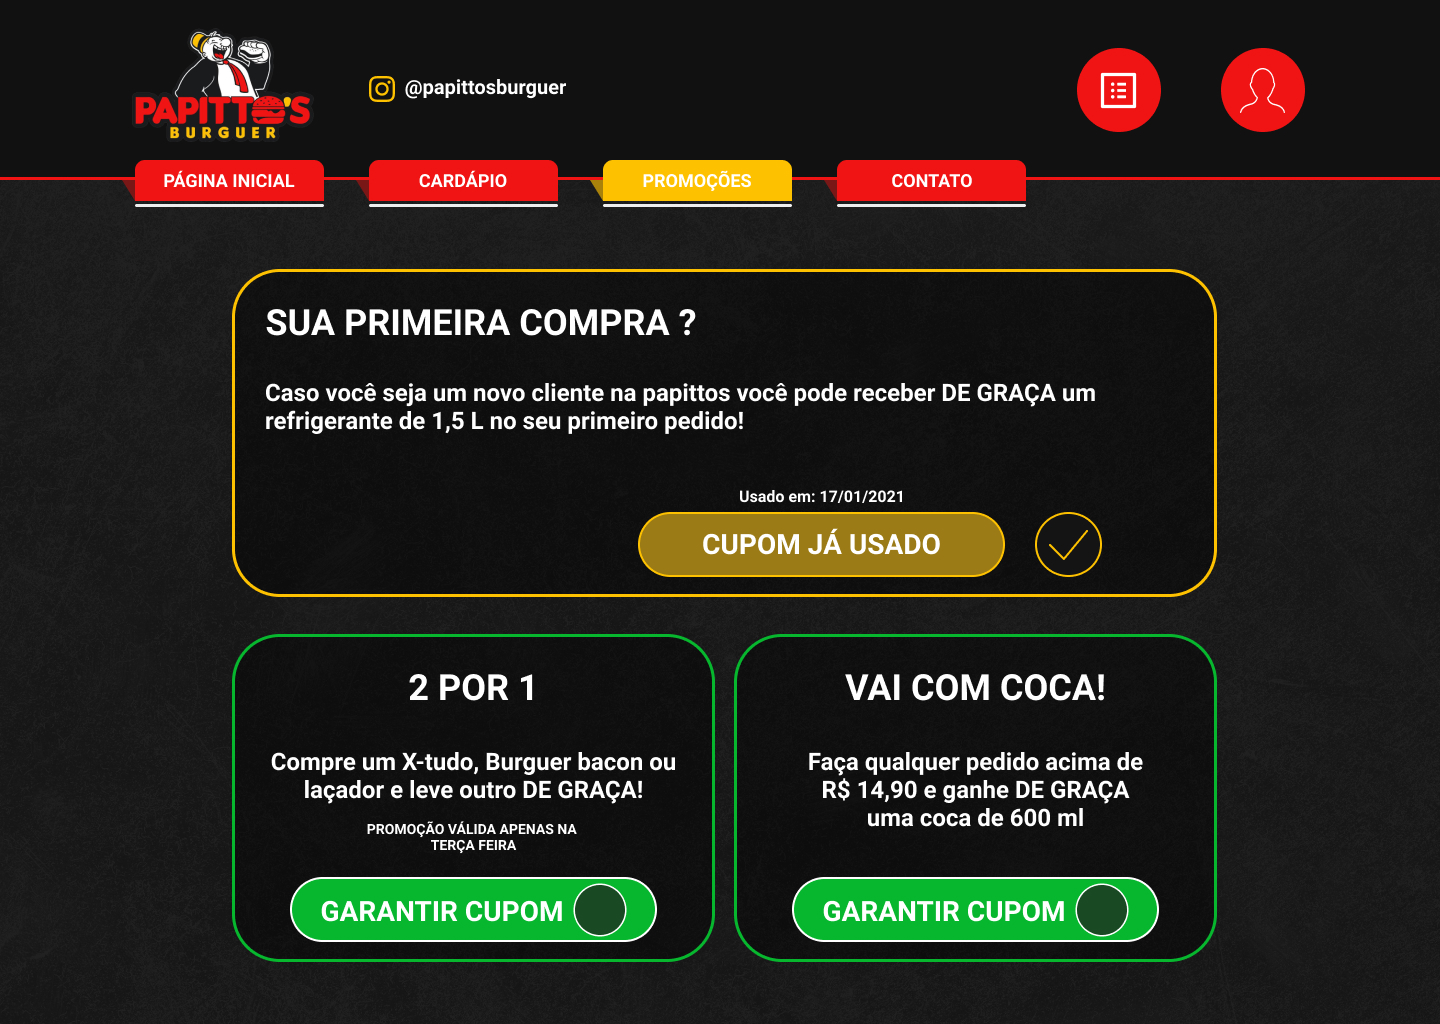 PAPITTO'S
BURGUER
@papittosburguer
PÁGINA INICIAL
CARDÁPIO
PROMOÇÕES
CONTATO
SUA PRIMEIRA COMPRA ?
Caso você seja um novo cliente na papittos você pode receber DE GRAÇA um
refrigerante de 1,5 L no seu primeiro pedido!
Usado em: 17/01/2021
CUPOM JÁ USADO
2 POR 1
Compre um X-tudo, Burguer bacon ou
laçador e leve outro DE GRAÇA!
PROMOÇÃO VÁLIDA APENAS NA
TERÇA FEIRA
GARANTIR CUPOM
VAI COM COCA!
Faça qualquer pedido acima de
R$ 14,90 e ganhe DE GRAÇA
uma coca de 600 ml
GARANTIR CUPOM